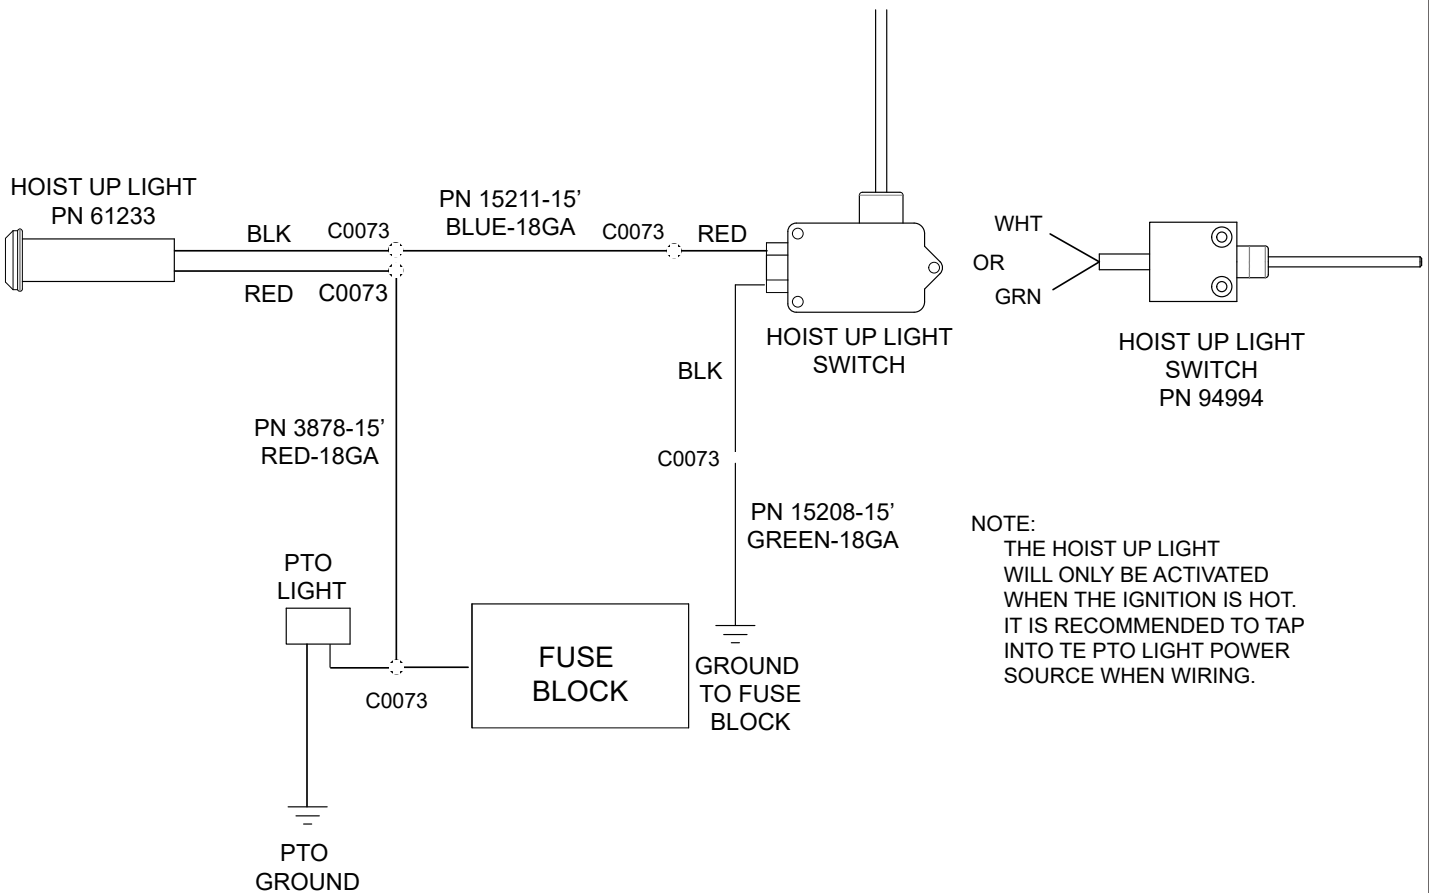 HOIST UP LIGHT
PN 61233
BLK
C0073
RED
C0073
PN 15211-15’
BLUE-18GA
C0073
RED
HOIST UP LIGHT
SWITCH
WHT
OR
GRN
HOIST UP LIGHT
SWITCH
PN 94994
BLK
C0073
PN 15208-15’
GREEN-18GA
PN 3878-15’
RED-18GA
PTO
LIGHT
C0073
FUSE
BLOCK
GROUND
TO FUSE
BLOCK
PTO
GROUND
NOTE:
THE HOIST UP LIGHT
WILL ONLY BE ACTIVATED
WHEN THE IGNITION IS HOT.
IT IS RECOMMENDED TO TAP
INTO TE PTO LIGHT POWER
SOURCE WHEN WIRING.